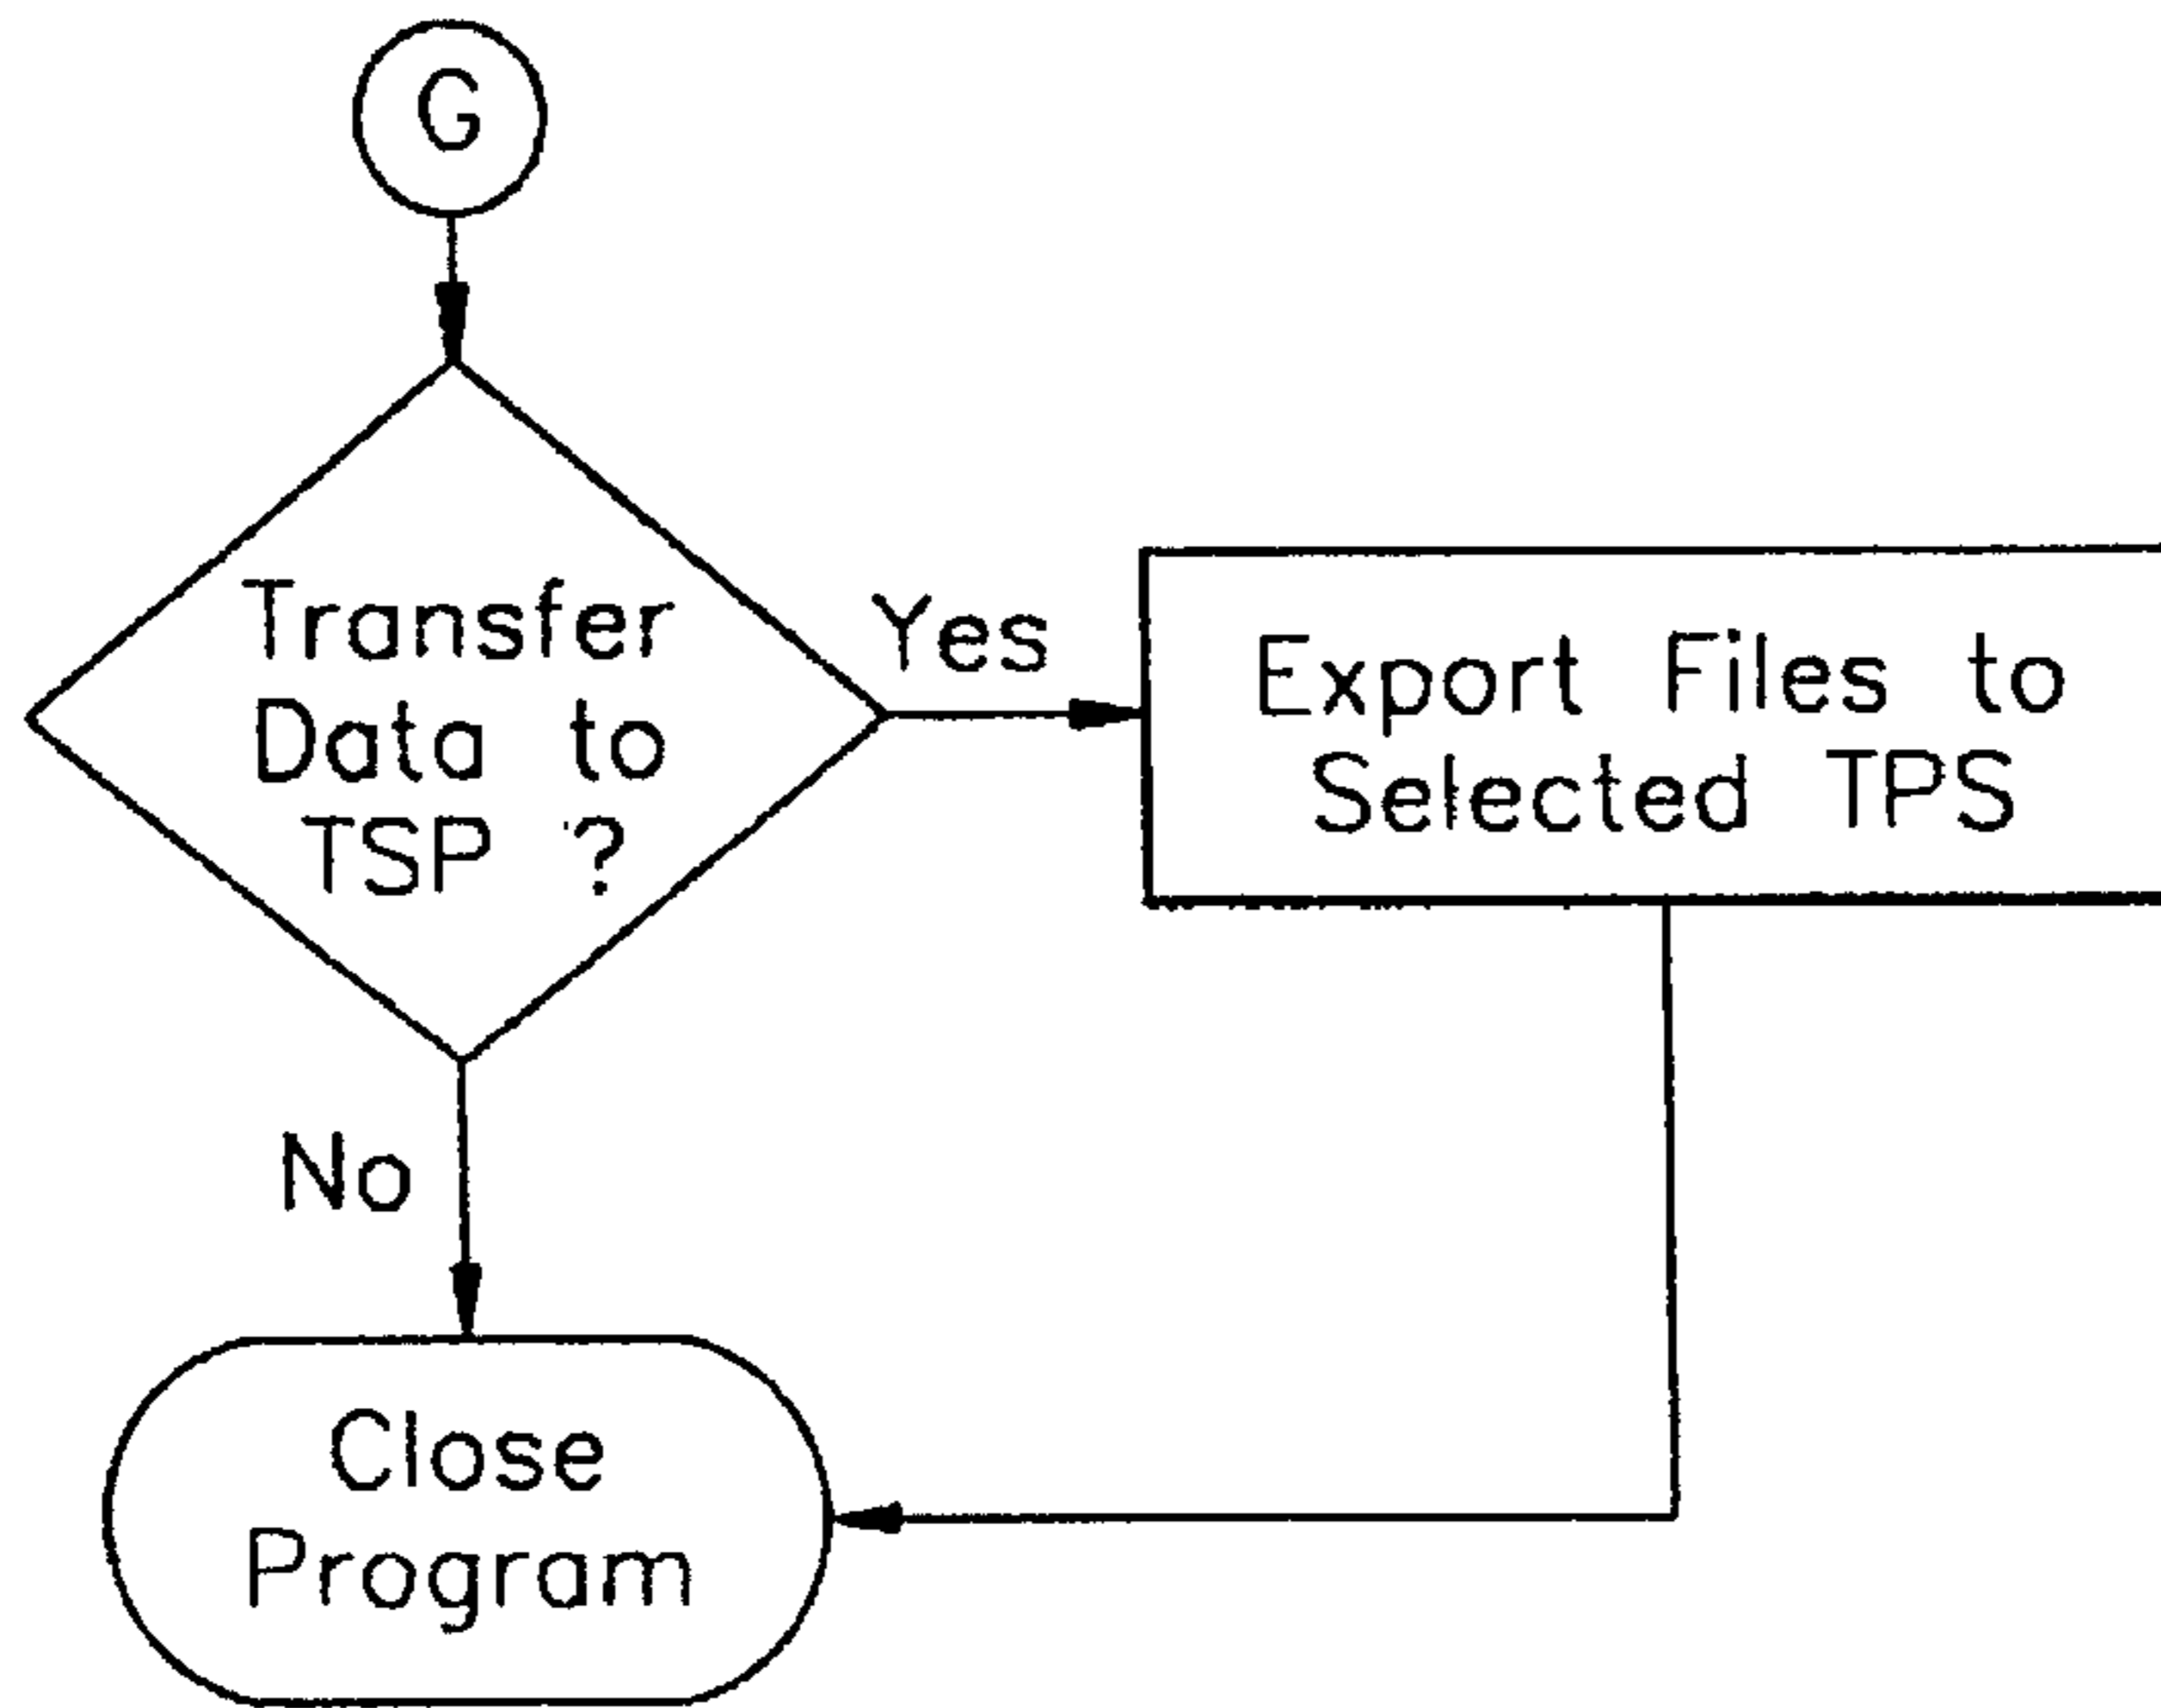 G
Transfer
Data to
TSP ?
Yes
Export Files to
Selected TPS
No
Close
Program